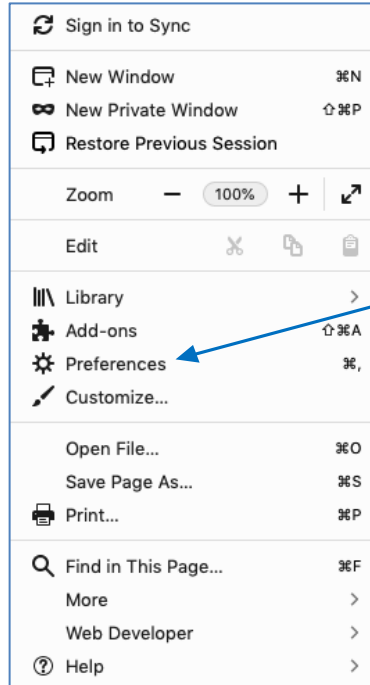 Sign in to Sync
New Window ⌘N
New Private Window ⇧⌘P
Restore Previous Session
Zoom − 100% +
Edit
Library >
Add-ons ⇧⌘A
Preferences ⌘,
Customize...
Open File... ⌘O
Save Page As... ⌘S
Print... ⌘P
Find in This Page... ⌘F
More >
Web Developer >
Help >